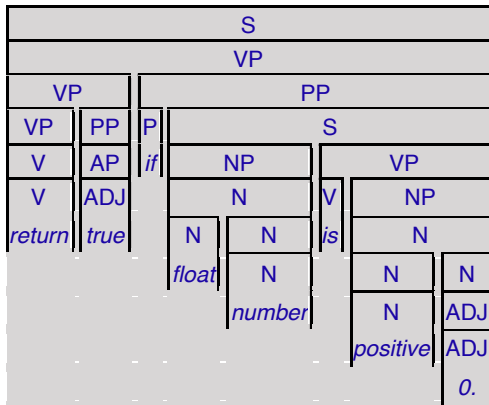 S
VP
VP PP
VP PP P S
V AP if NP VP
V ADJ N V NP
return true N N is N
float N N N
number N ADJ
positive ADJ
0.